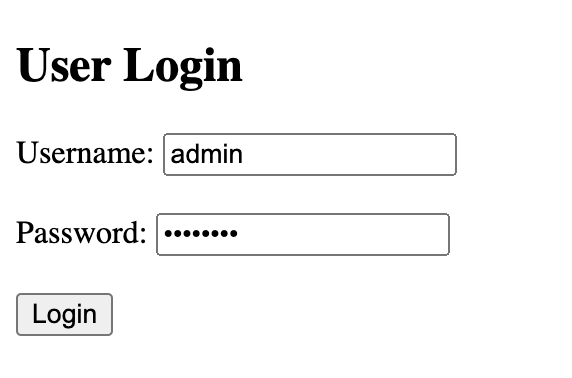 User Login
Username: admin
Password: ••••••••
Login